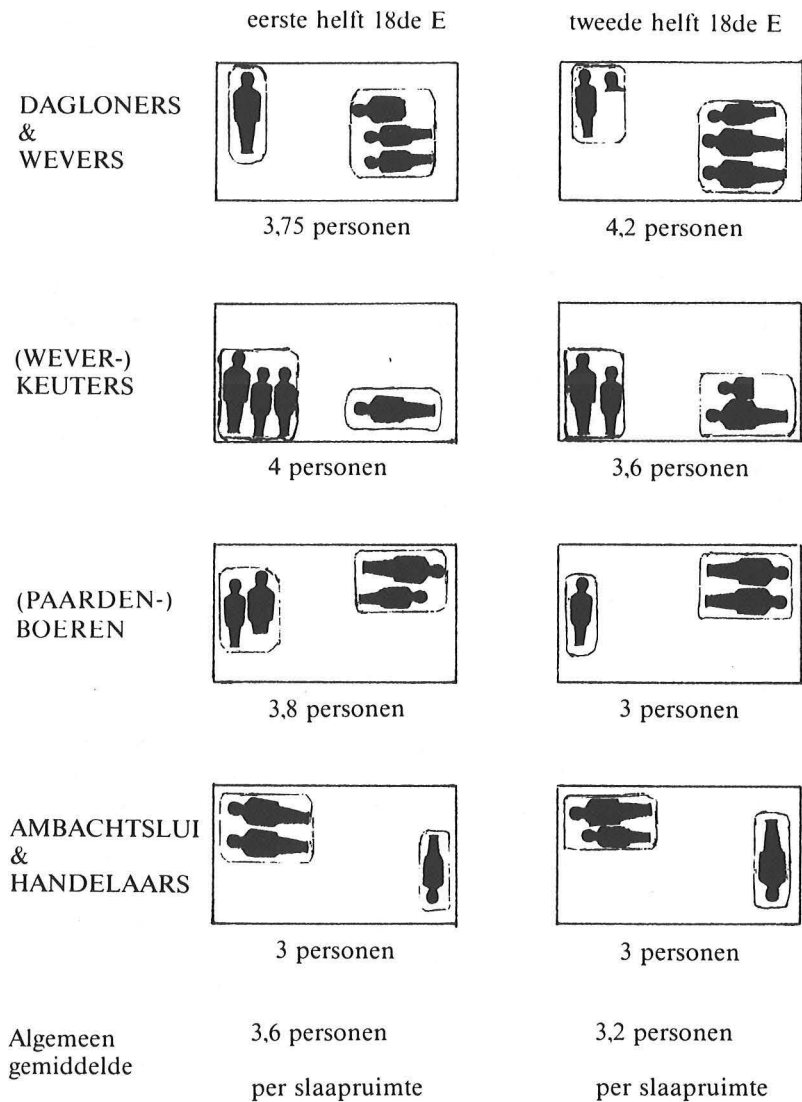 eerste helft 18de E
tweede helft 18de E
DAGLONERS
&
WEVERS
3,75 personen
4,2 personen
(WEVER-)
KEUTERS
4 personen
3,6 personen
(PAARDEN-)
BOEREN
3,8 personen
3 personen
AMBACHTSLUI
&
HANDELAARS
3 personen
3 personen
Algemeen
gemiddelde
3,6 personen
3,2 personen
per slaapruimte
per slaapruimte